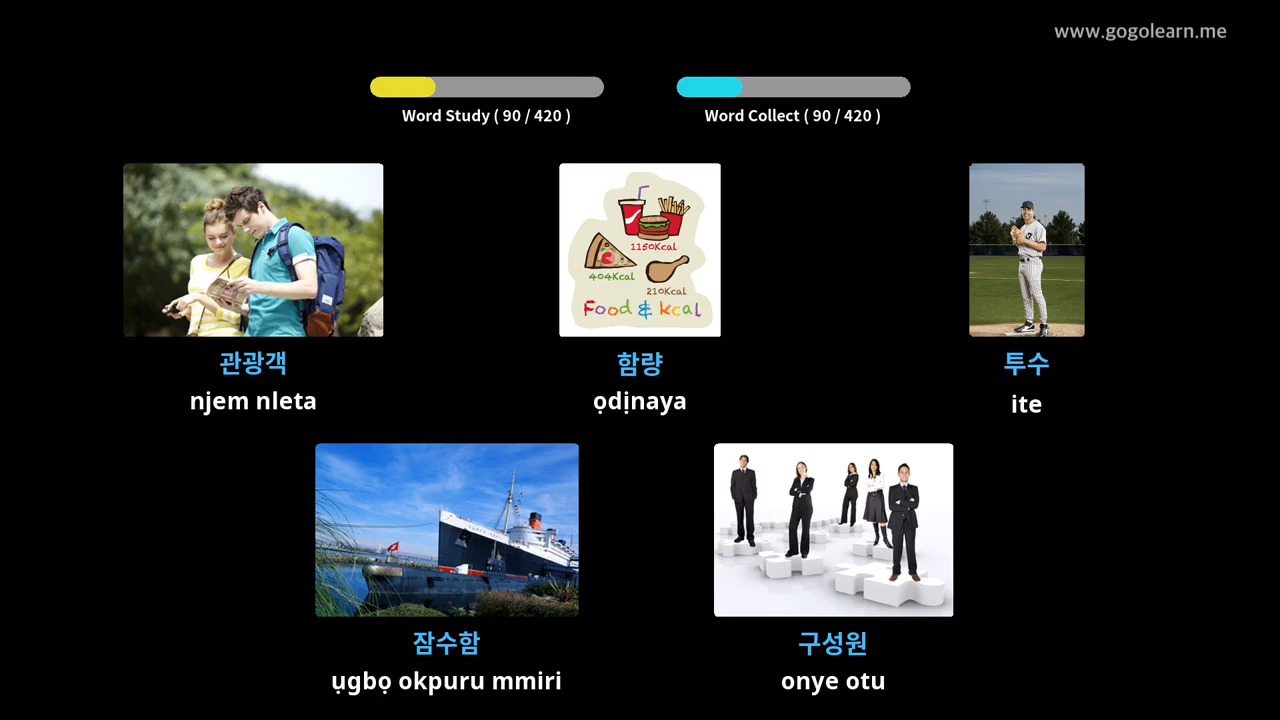 www.gogolearn.me
Word Study ( 90 / 420 )
Word Collect ( 90 / 420 )
1150Kcal
404Kcal
210Kcal
Food & kcal
관광객
njem nleta
함량
ọdịnaya
투수
ite
잠수함
ụgbọ okpuru mmiri
구성원
onye otu